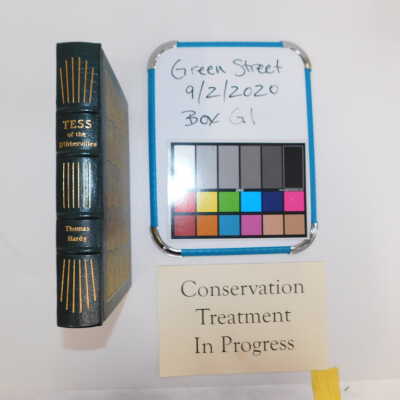 TESS
of the
D'Urbervilles
Thomas
Hardy
Green Street
9/2/2020
Box G1
Conservation
Treatment
In Progress